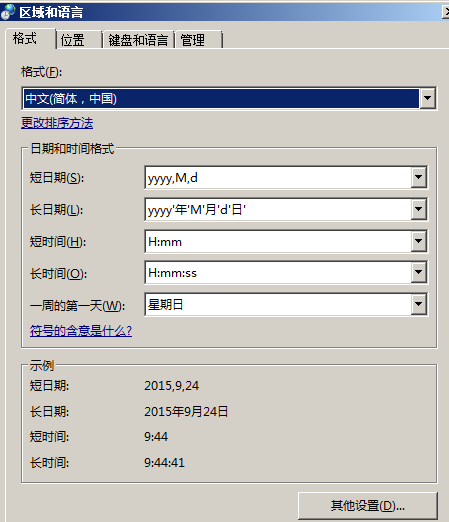 区域和语言
格式 位置 键盘和语言 管理
格式(F):
中文(简体，中国)
更改排序方法
日期和时间格式
短日期(S): yyyy,M,d
长日期(L): yyyy'年'M'月'd'日'
短时间(H): H:mm
长时间(O): H:mm:ss
一周的第一天(W): 星期日
符号的含意是什么?
示例
短日期: 2015,9,24
长日期: 2015年9月24日
短时间: 9:44
长时间: 9:44:41
其他设置(D)...